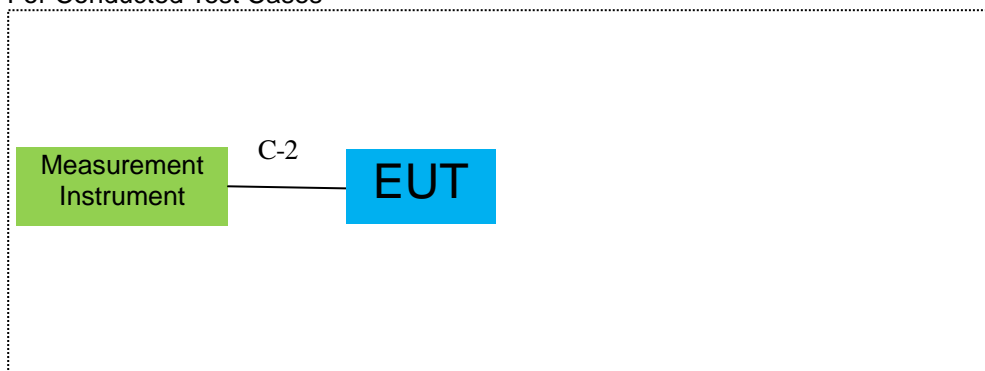 For Conducted Test Cases
C-2
Measurement
Instrument
EUT